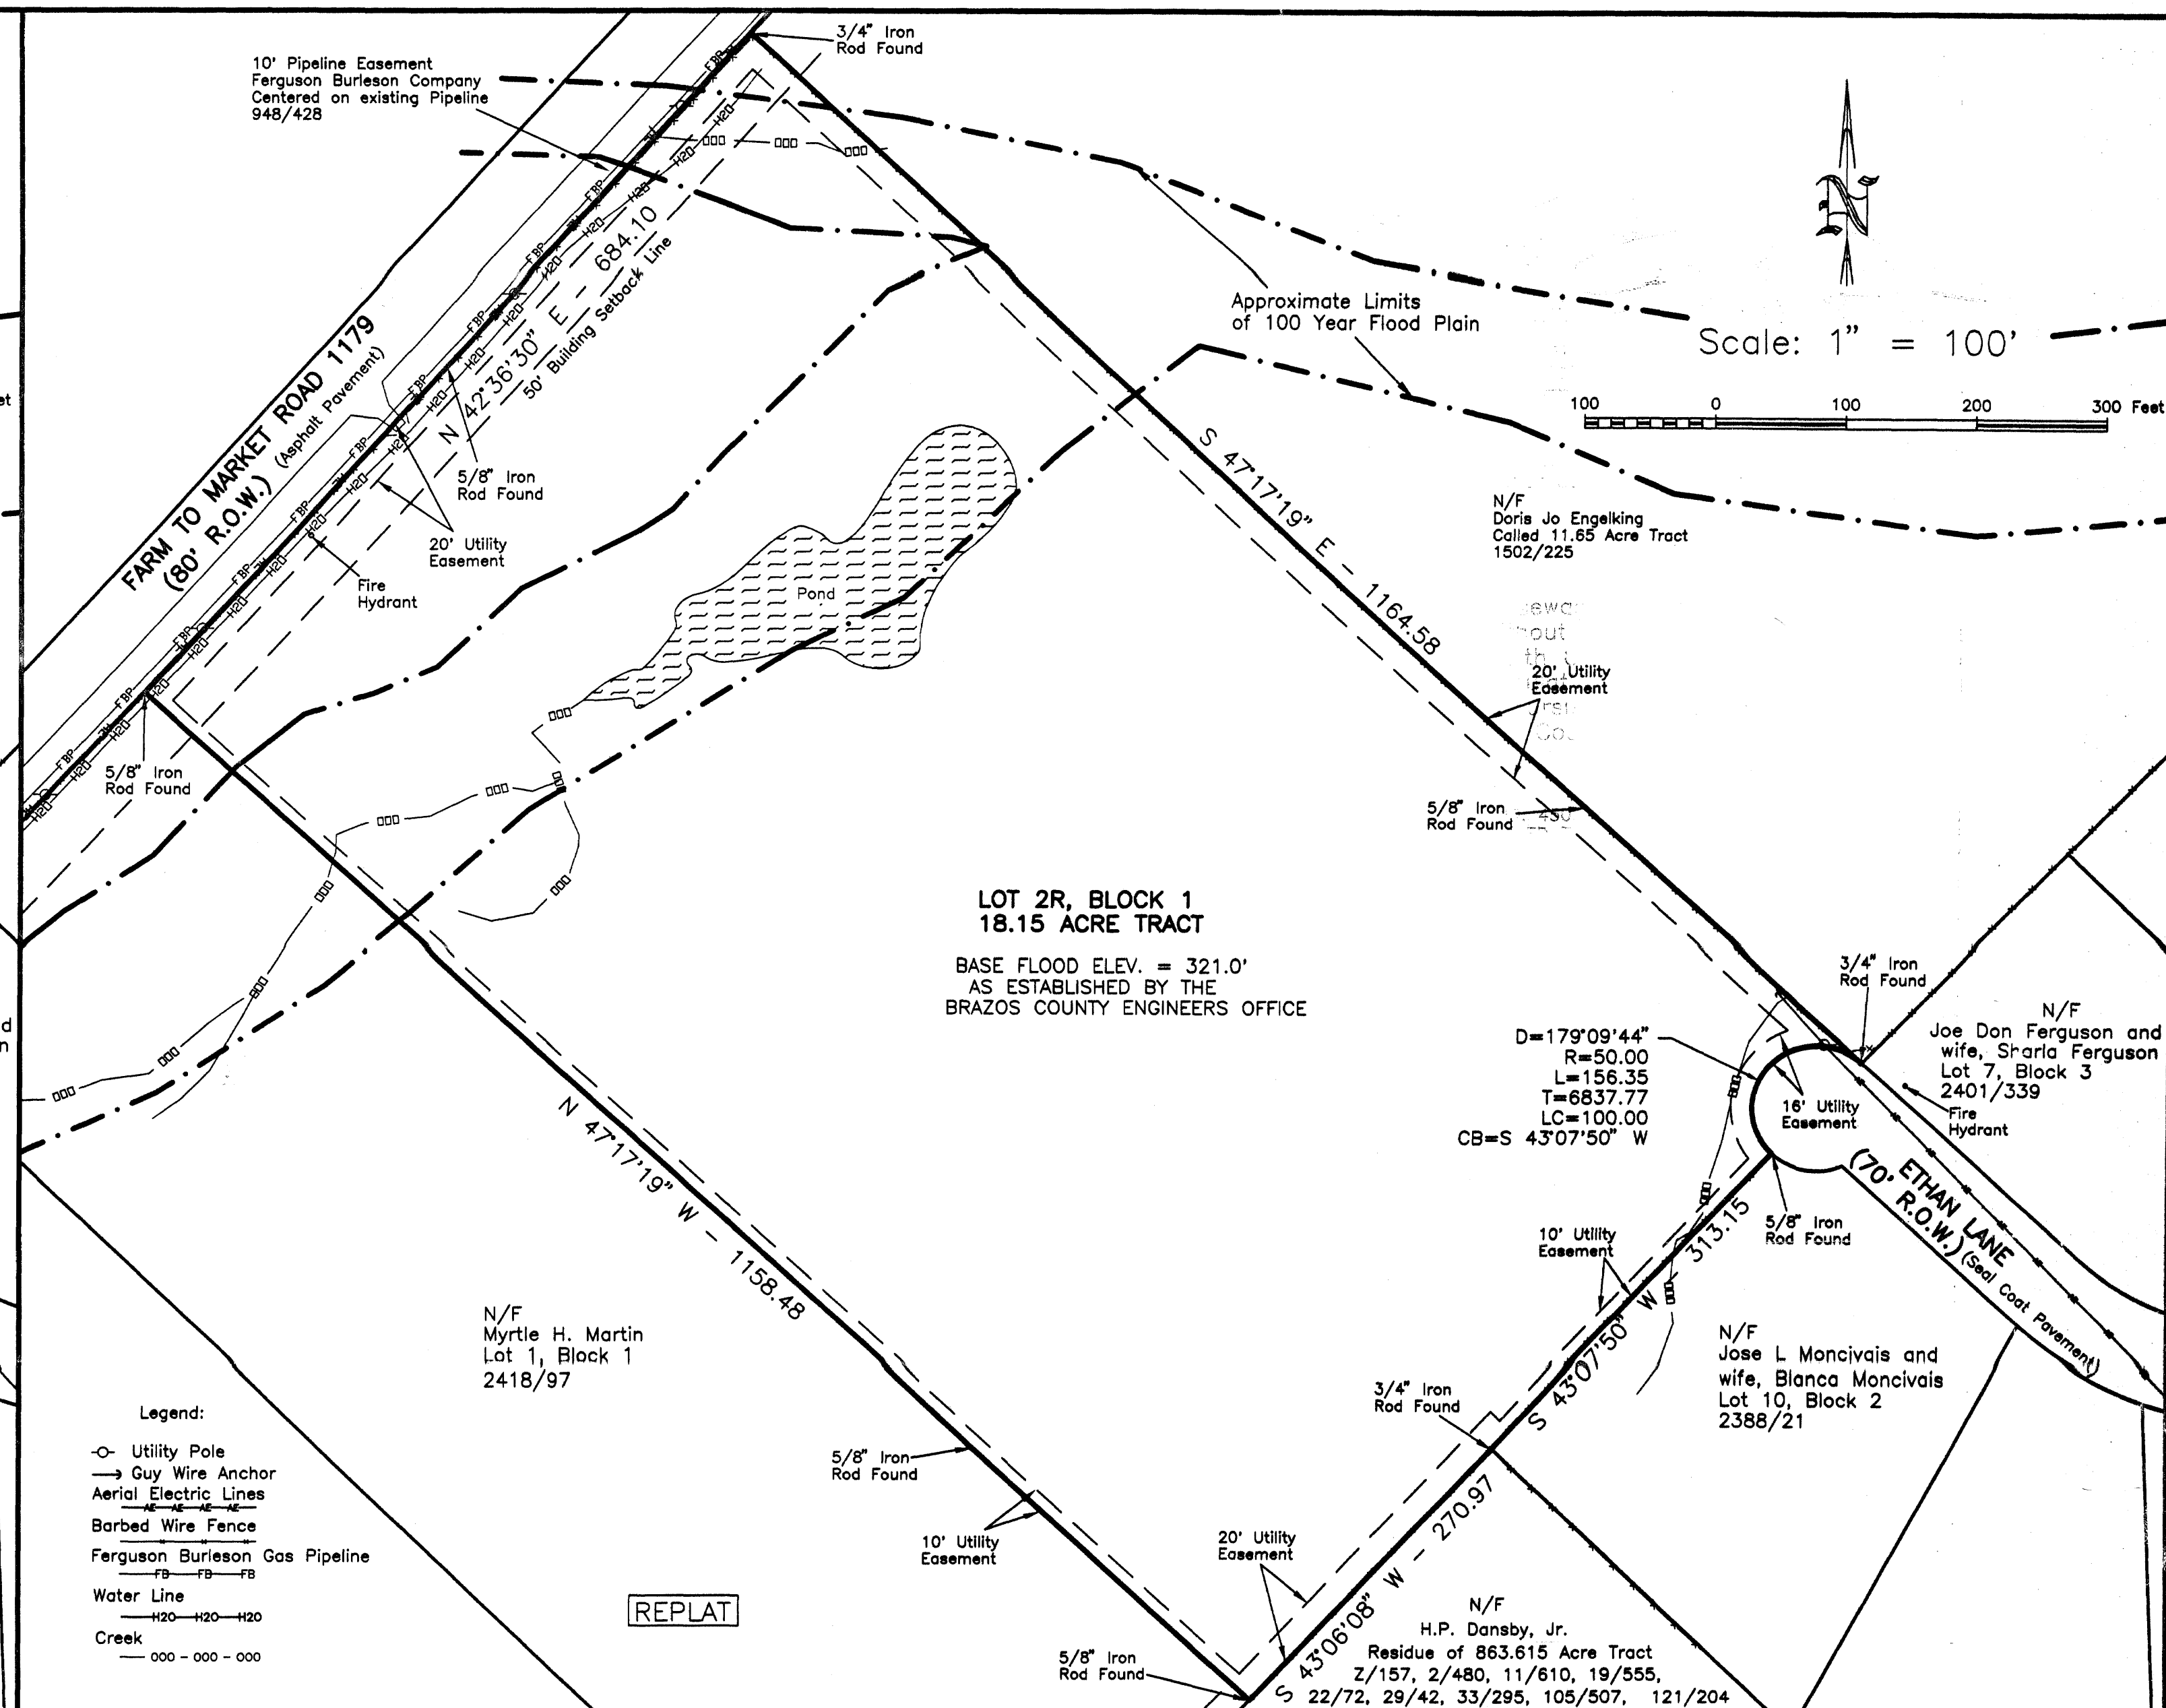 3/4" Iron
Rod Found
10' Pipeline Easement
Ferguson Burleson Company
Centered on existing Pipeline
948/428
N 42°36'30" E - 684.10
50' Building Setback Line
FARM TO MARKET ROAD 1179
(80' R.O.W.) (Asphalt Pavement)
Approximate Limits
of 100 Year Flood Plain
Scale: 1" = 100'
100 0 100 200 300 Feet
5/8" Iron
Rod Found
20' Utility
Easement
Fire
Hydrant
Pond
S 47°17'19" E - 1164.58
N/F
Doris Jo Engelking
Called 11.65 Acre Tract
1502/225
20' Utility
Easement
5/8" Iron
Rod Found
5/8" Iron
Rod Found
LOT 2R, BLOCK 1
18.15 ACRE TRACT
BASE FLOOD ELEV. = 321.0'
AS ESTABLISHED BY THE
BRAZOS COUNTY ENGINEERS OFFICE
3/4" Iron
Rod Found
N/F
Joe Don Ferguson and
wife, Sharla Ferguson
Lot 7, Block 3
2401/339
D=179°09'44"
R=50.00
L=156.35
T=6837.77
LC=100.00
CB=S 43°07'50" W
16' Utility
Easement
Fire
Hydrant
ETHAN LANE
(70' R.O.W.) (Seal Coat Pavement)
5/8" Iron
Rod Found
10' Utility
Easement
S 43°07'50" W - 313.15
N 47°17'19" W - 1158.48
N/F
Myrtle H. Martin
Lot 1, Block 1
2418/97
N/F
Jose L Moncivais and
wife, Blanca Moncivais
Lot 10, Block 2
2388/21
3/4" Iron
Rod Found
5/8" Iron
Rod Found
10' Utility
Easement
20' Utility
Easement
S 43°06'08" W - 270.97
5/8" Iron
Rod Found
N/F
H.P. Dansby, Jr.
Residue of 863.615 Acre Tract
Z/157, 2/480, 11/610, 19/555,
22/72, 29/42, 33/295, 105/507, 121/204
Legend:
Utility Pole
Guy Wire Anchor
Aerial Electric Lines
AE AE AE AE
Barbed Wire Fence
Ferguson Burleson Gas Pipeline
FB FB FB
Water Line
H2O H2O H2O
Creek
000 - 000 - 000
REPLAT